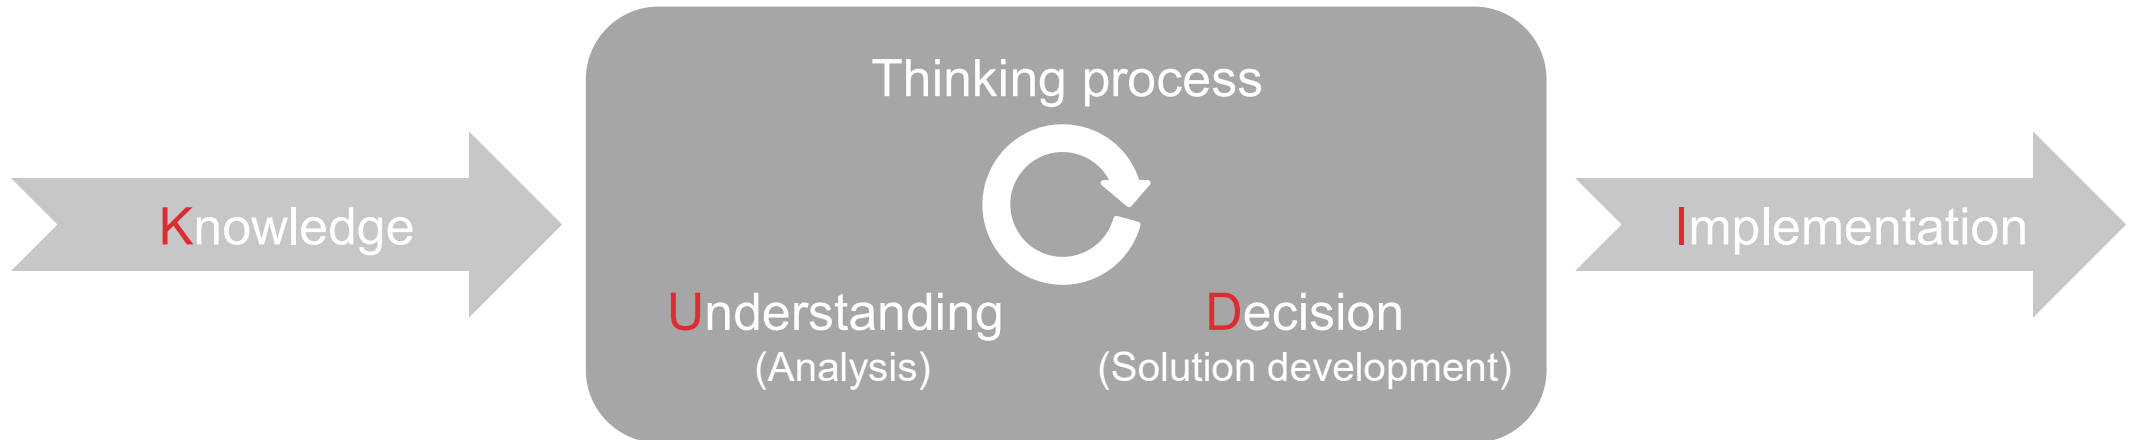 Thinking process
Knowledge
Implementation
Understanding
(Analysis)
Decision
(Solution development)